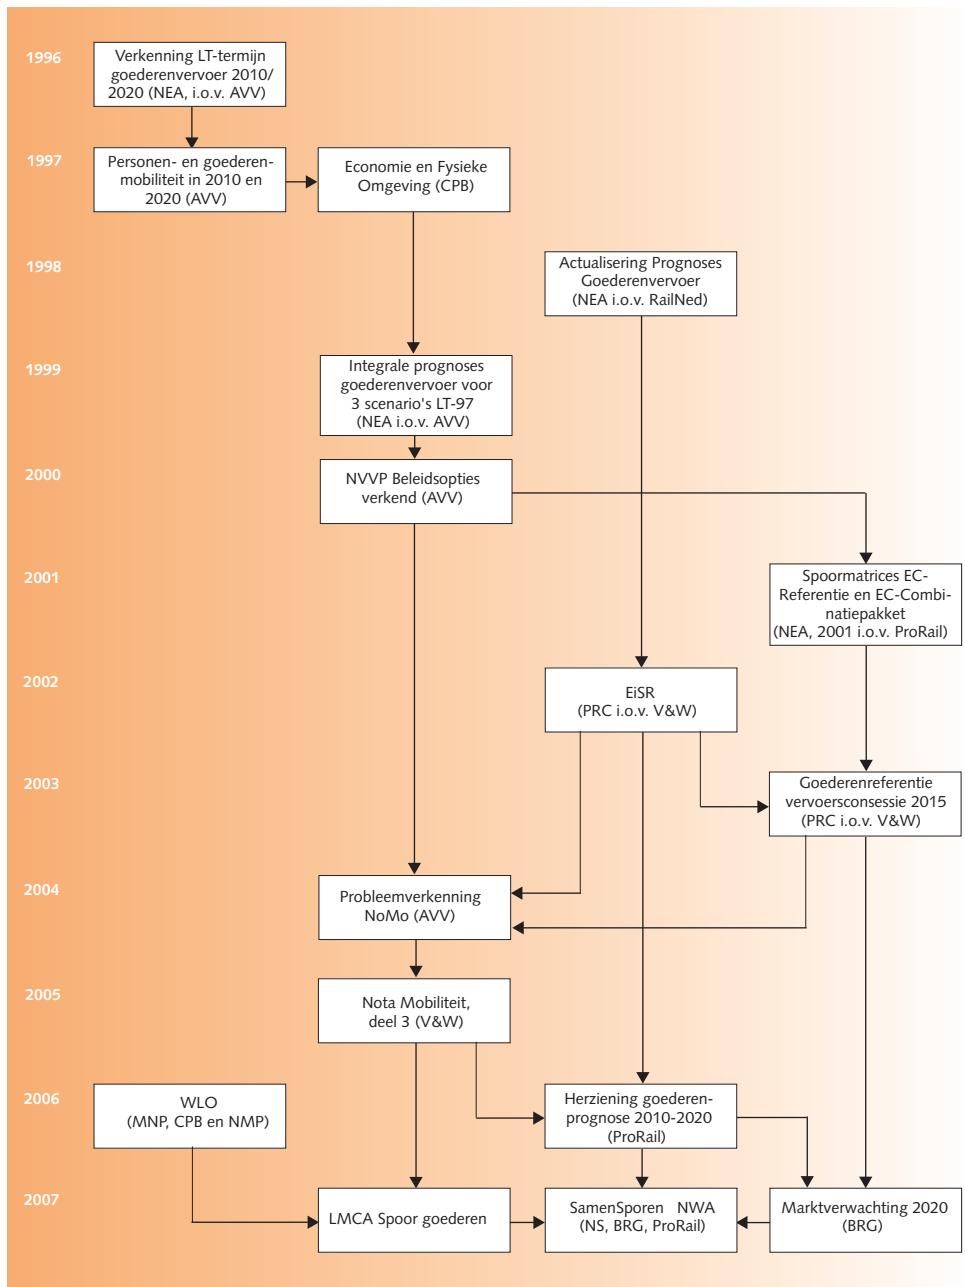 1996
Verkenning LT-termijn
goederenvervoer 2010/
2020 (NEA, i.o.v. AVV)
1997
Personen- en goederen-
mobiliteit in 2010 en
2020 (AVV)
Economie en Fysieke
Omgeving (CPB)
1998
Actualisering Prognoses
Goederenvervoer
(NEA i.o.v. RailNed)
1999
Integrale prognoses
goederenvervoer voor
3 scenario's LT-97
(NEA i.o.v. AVV)
2000
NVVP Beleidsopties
verkend (AVV)
2001
Spoormatrices EC-
Referentie en EC-Combi-
natiepakket
(NEA, 2001 i.o.v. ProRail)
2002
EiSR
(PRC i.o.v. V&W)
2003
Goederenreferentie
vervoersconsessie 2015
(PRC i.o.v. V&W)
2004
Probleemverkenning
NoMo (AVV)
2005
Nota Mobiliteit,
deel 3 (V&W)
2006
WLO
(MNP, CPB en NMP)
Herziening goederen-
prognose 2010-2020
(ProRail)
2007
LMCA Spoor goederen
SamenSporen NWA
(NS, BRG, ProRail)
Marktverwachting 2020
(BRG)